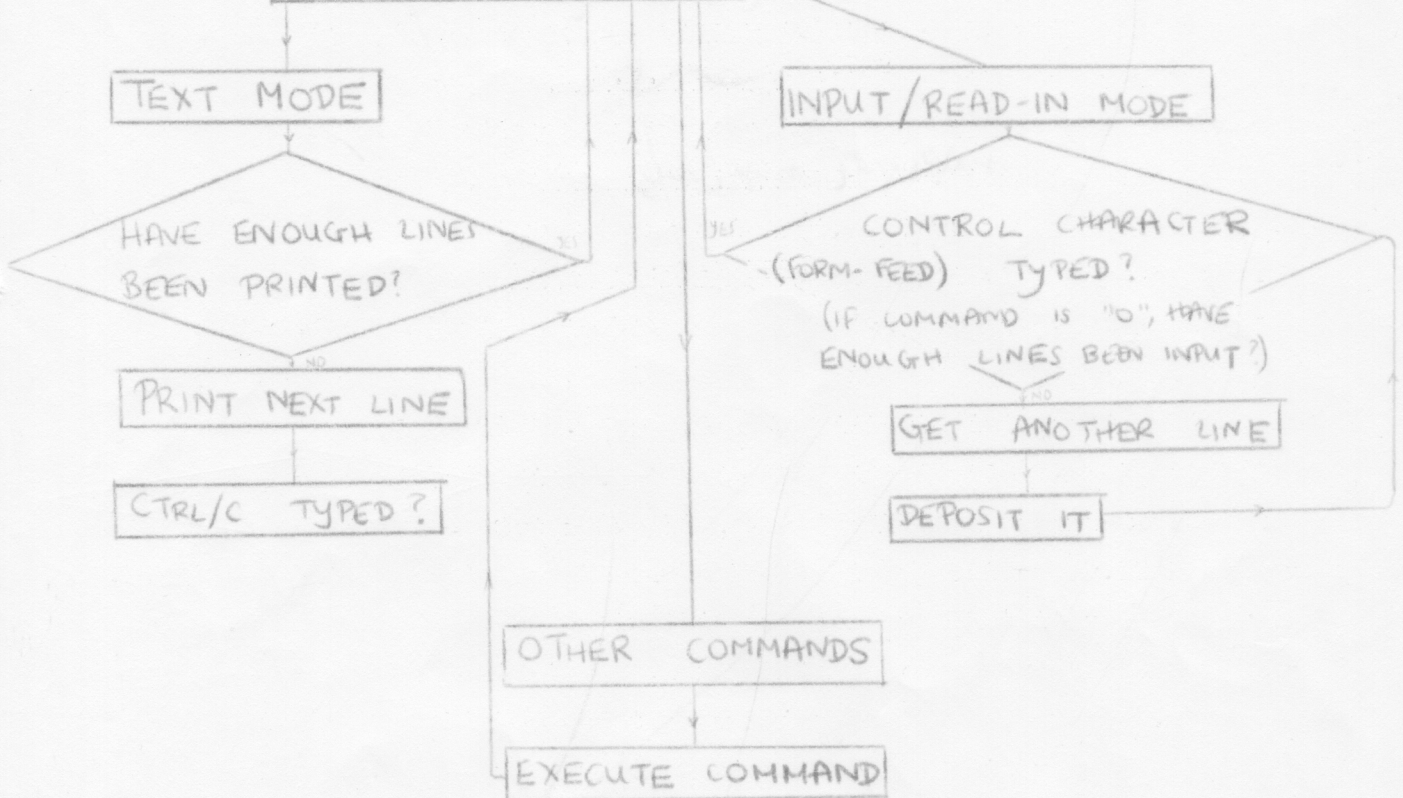 TEXT MODE
HAVE ENOUGH LINES
BEEN PRINTED?
YES
NO
PRINT NEXT LINE
CTRL/C TYPED?
INPUT/READ-IN MODE
YES
CONTROL CHARACTER
(FORM-FEED) TYPED?
(IF COMMAND IS "O", HAVE
ENOUGH LINES BEEN INPUT?)
NO
GET ANOTHER LINE
DEPOSIT IT
OTHER COMMANDS
EXECUTE COMMAND